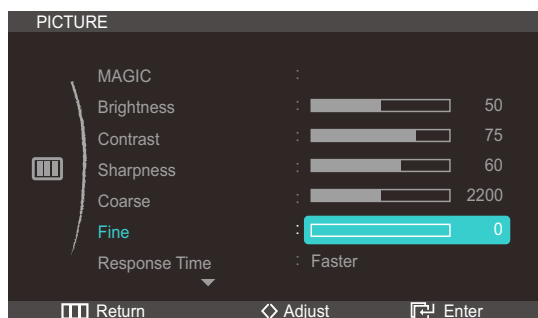 PICTURE
MAGIC :
Brightness : 50
Contrast : 75
Sharpness : 60
Coarse : 2200
Fine : 0
Response Time : Faster
Return Adjust Enter